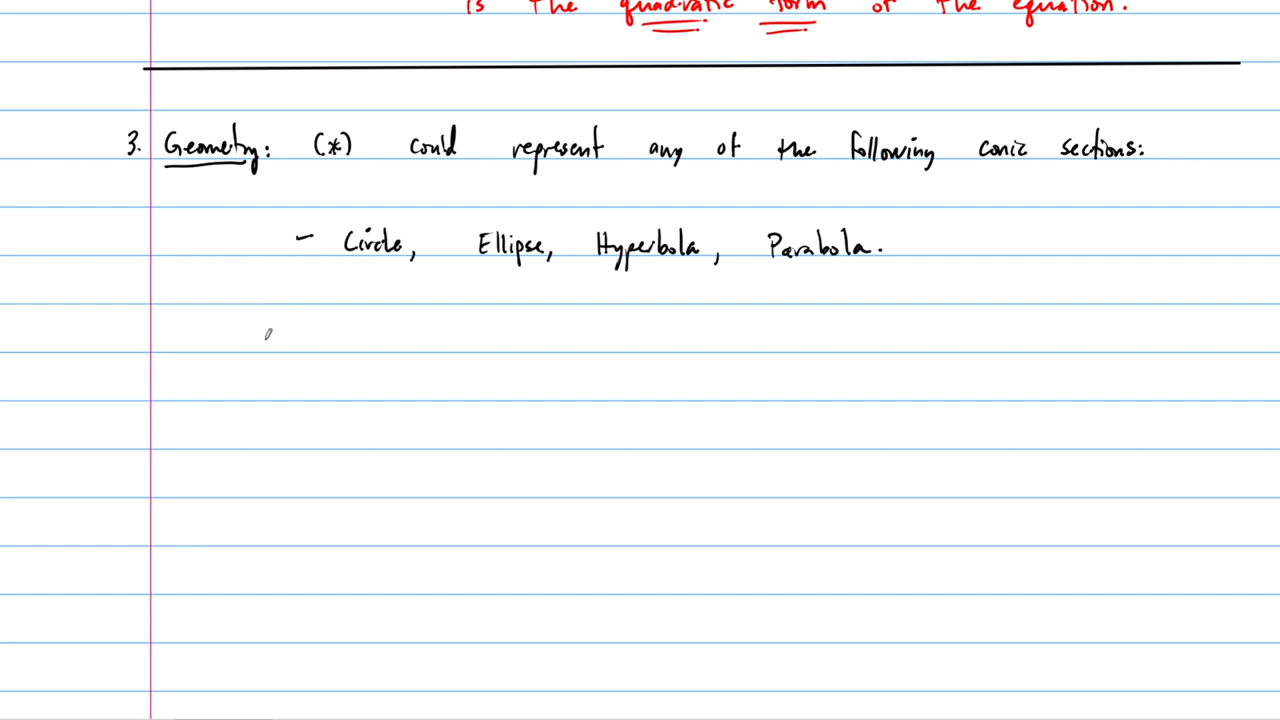 is the quadratic form of the equation.
3. Geometry: (*) could represent any of the following conic sections:
- Circle, Ellipse, Hyperbola, Parabola.